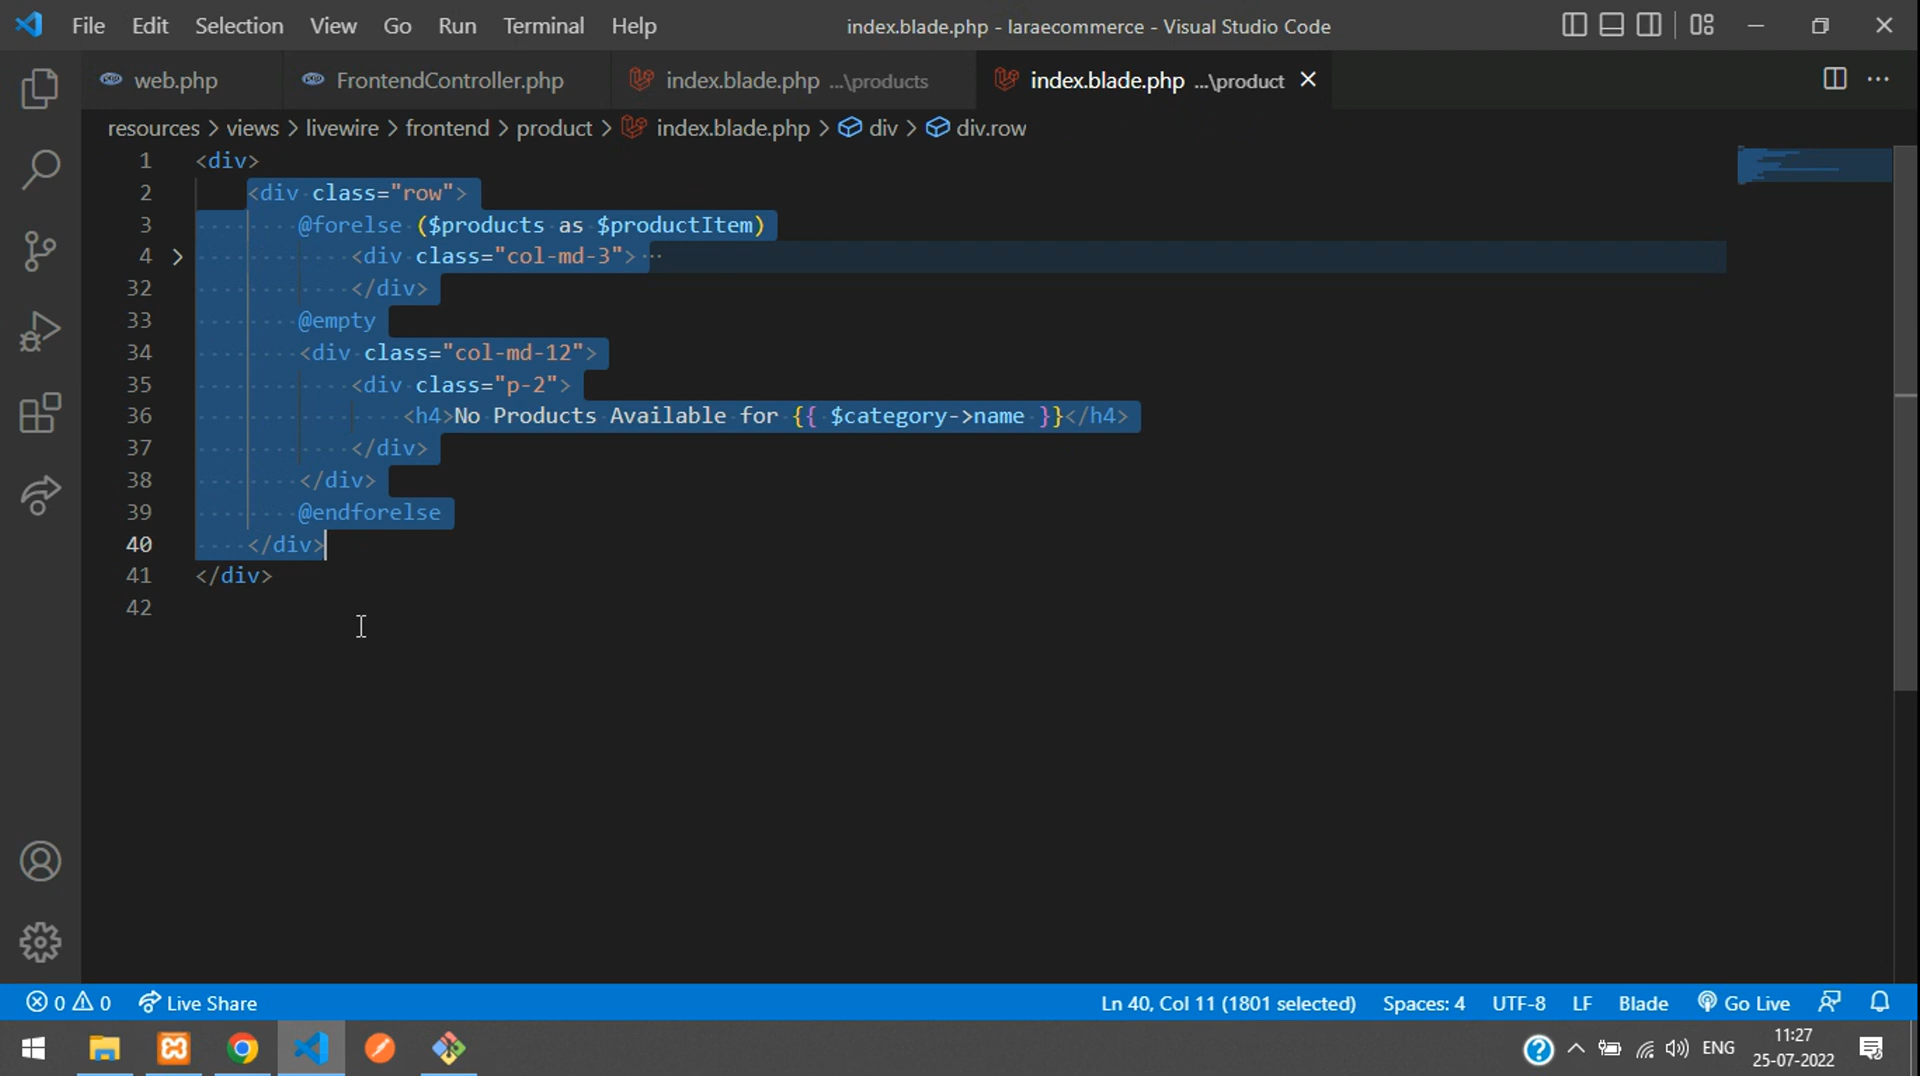 File Edit Selection View Go Run Terminal Help
index.blade.php - laraecommerce - Visual Studio Code
web.php
FrontendController.php
index.blade.php ...\products
index.blade.php ...\product
resources > views > livewire > frontend > product > index.blade.php > div > div.row
1 <div>
2 <div class="row">
3 @forelse ($products as $productItem)
4 <div class="col-md-3"> ...
32 </div>
33 @empty
34 <div class="col-md-12">
35 <div class="p-2">
36 <h4>No Products Available for {{ $category->name }}</h4>
37 </div>
38 </div>
39 @endforelse
40 </div>
41 </div>
42
0 0 Live Share
Ln 40, Col 11 (1801 selected) Spaces: 4 UTF-8 LF Blade Go Live
ENG
11:27
25-07-2022